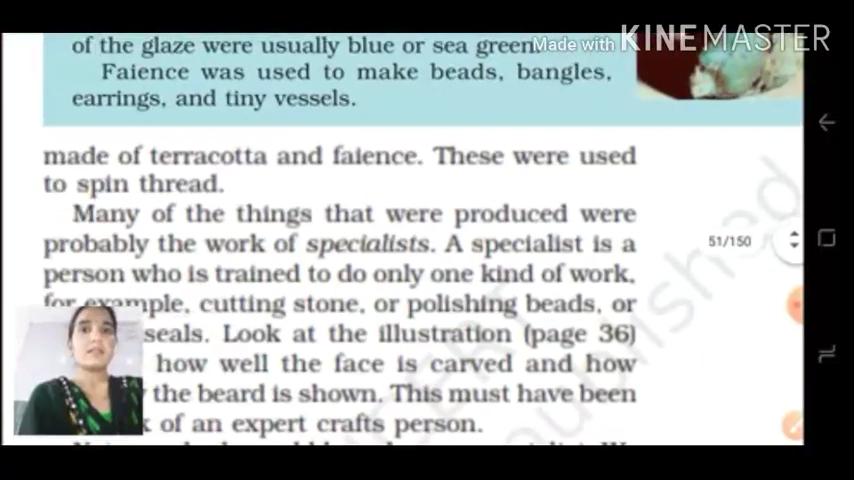 of the glaze were usually blue or sea green.
Made with KINEMASTER
Faience was used to make beads, bangles,
earrings, and tiny vessels.
made of terracotta and faience. These were used
to spin thread.
Many of the things that were produced were
probably the work of specialists. A specialist is a
51/150
person who is trained to do only one kind of work,
for example, cutting stone, or polishing beads, or
seals. Look at the illustration (page 36)
how well the face is carved and how
the beard is shown. This must have been
of an expert crafts person.